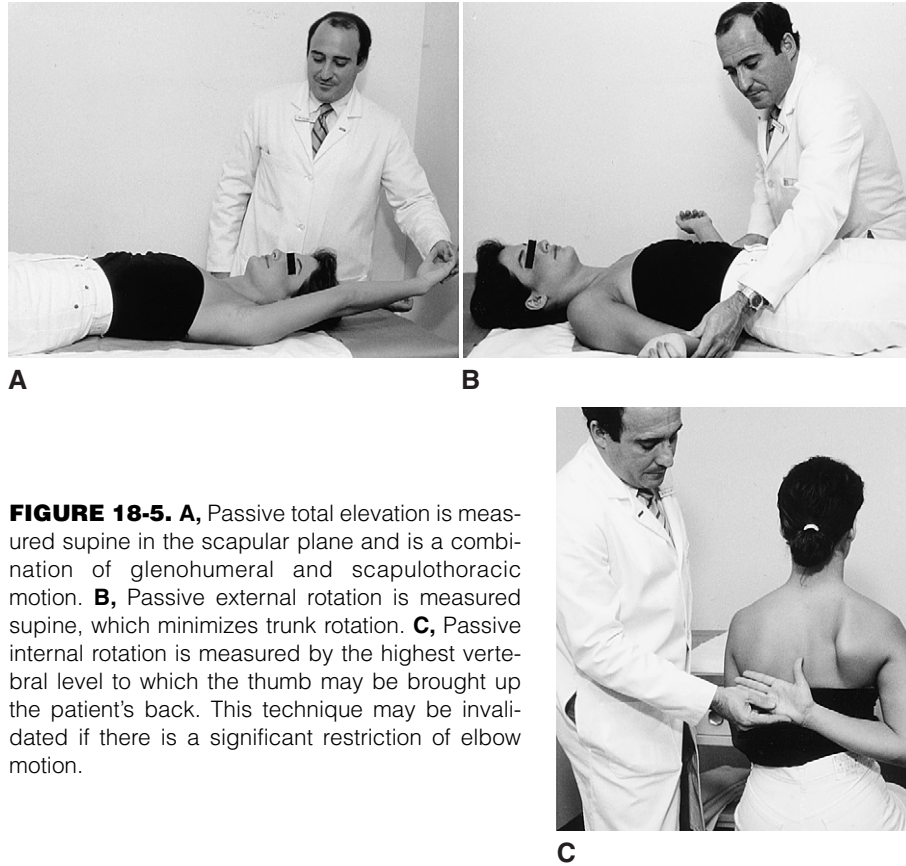 A
B
FIGURE 18-5. A, Passive total elevation is meas-
ured supine in the scapular plane and is a combi-
nation of glenohumeral and scapulothoracic
motion. B, Passive external rotation is measured
supine, which minimizes trunk rotation. C, Passive
internal rotation is measured by the highest verte-
bral level to which the thumb may be brought up
the patient's back. This technique may be invali-
dated if there is a significant restriction of elbow
motion.
C